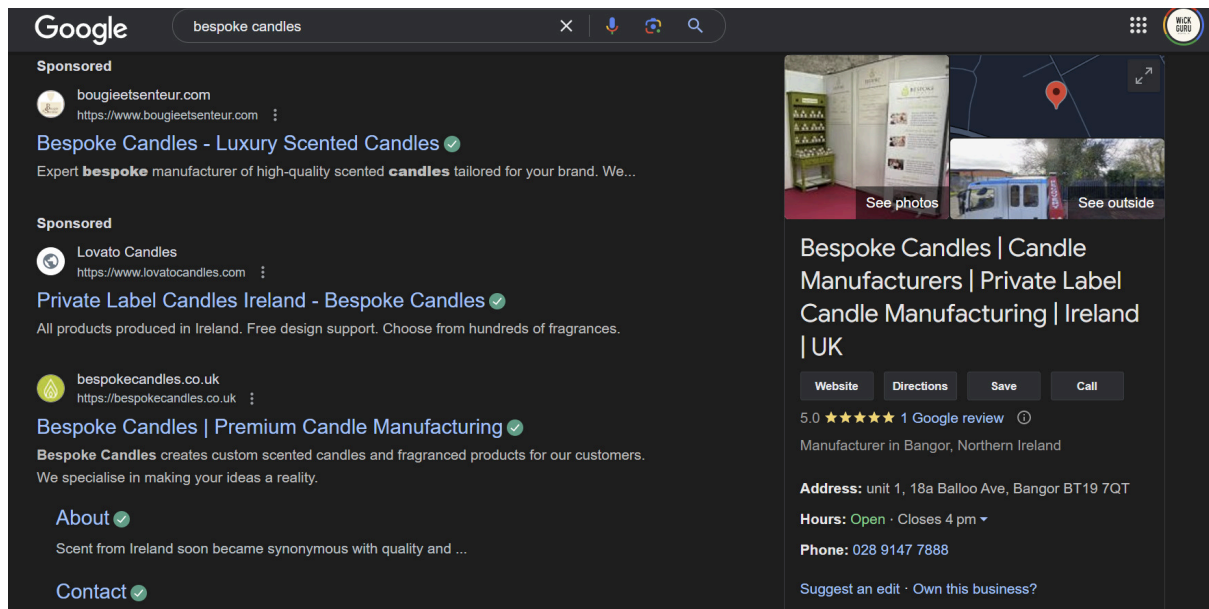 Google
bespoke candles
WICK
GURU
Sponsored
bougieetsenteur.com
https://www.bougieetsenteur.com
Bespoke Candles - Luxury Scented Candles
Expert bespoke manufacturer of high-quality scented candles tailored for your brand. We...
Sponsored
Lovato Candles
https://www.lovatocandles.com
Private Label Candles Ireland - Bespoke Candles
All products produced in Ireland. Free design support. Choose from hundreds of fragrances.
bespokecandles.co.uk
https://bespokecandles.co.uk
Bespoke Candles | Premium Candle Manufacturing
Bespoke Candles creates custom scented candles and fragranced products for our customers.
We specialise in making your ideas a reality.
About
Scent from Ireland soon became synonymous with quality and ...
Contact
BESPOKE
See photos
See outside
Bespoke Candles | Candle
Manufacturers | Private Label
Candle Manufacturing | Ireland
| UK
Website
Directions
Save
Call
5.0 1 Google review
Manufacturer in Bangor, Northern Ireland
Address: unit 1, 18a Balloo Ave, Bangor BT19 7QT
Hours: Open · Closes 4 pm
Phone: 028 9147 7888
Suggest an edit · Own this business?